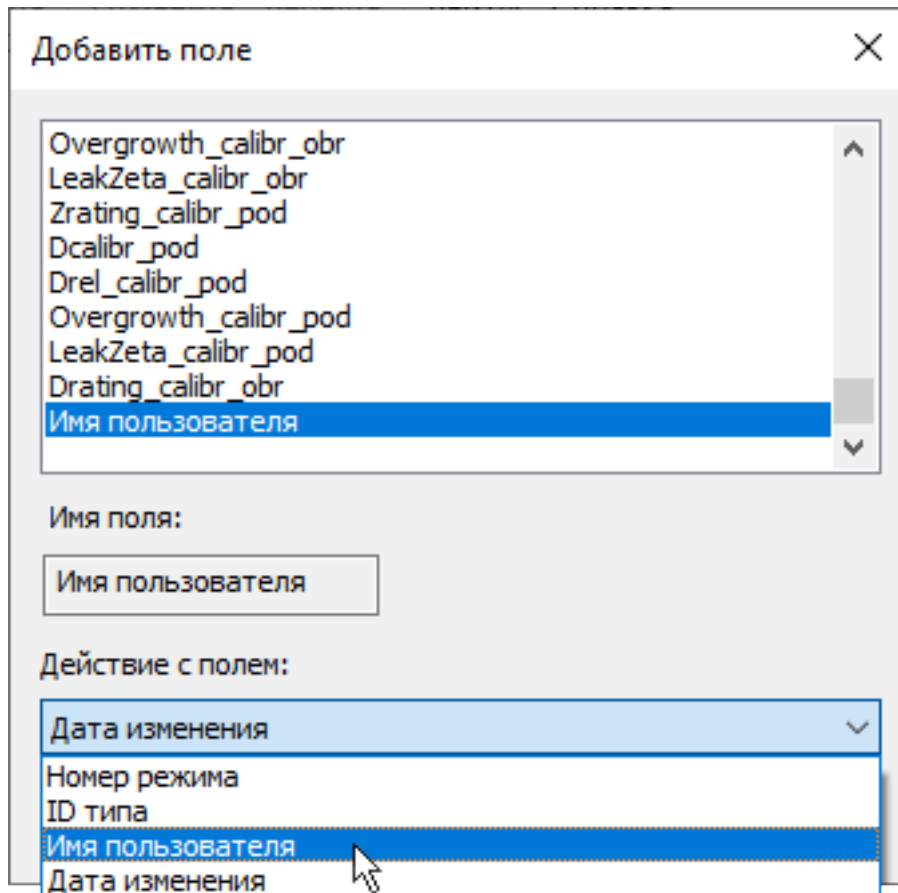 Добавить поле
Overgrowth_calibr_obr
LeakZeta_calibr_obr
Zrating_calibr_pod
Dcalibr_pod
Drel_calibr_pod
Overgrowth_calibr_pod
LeakZeta_calibr_pod
Drating_calibr_obr
Имя пользователя
Имя поля:
Имя пользователя
Действие с полем:
Дата изменения
Номер режима
ID типа
Имя пользователя
Дата изменения